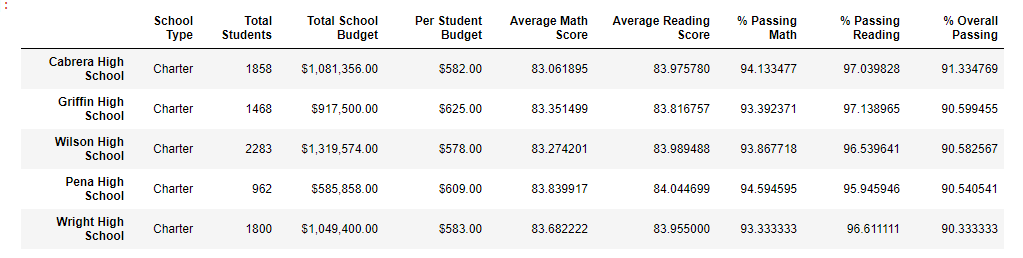 :
School Type Total Students Total School Budget Per Student Budget Average Math Score Average Reading Score % Passing Math % Passing Reading % Overall Passing
Cabrera High School Charter 1858 $1,081,356.00 $582.00 83.061895 83.975780 94.133477 97.039828 91.334769
Griffin High School Charter 1468 $917,500.00 $625.00 83.351499 83.816757 93.392371 97.138965 90.599455
Wilson High School Charter 2283 $1,319,574.00 $578.00 83.274201 83.989488 93.867718 96.539641 90.582567
Pena High School Charter 962 $585,858.00 $609.00 83.839917 84.044699 94.594595 95.945946 90.540541
Wright High School Charter 1800 $1,049,400.00 $583.00 83.682222 83.955000 93.333333 96.611111 90.333333